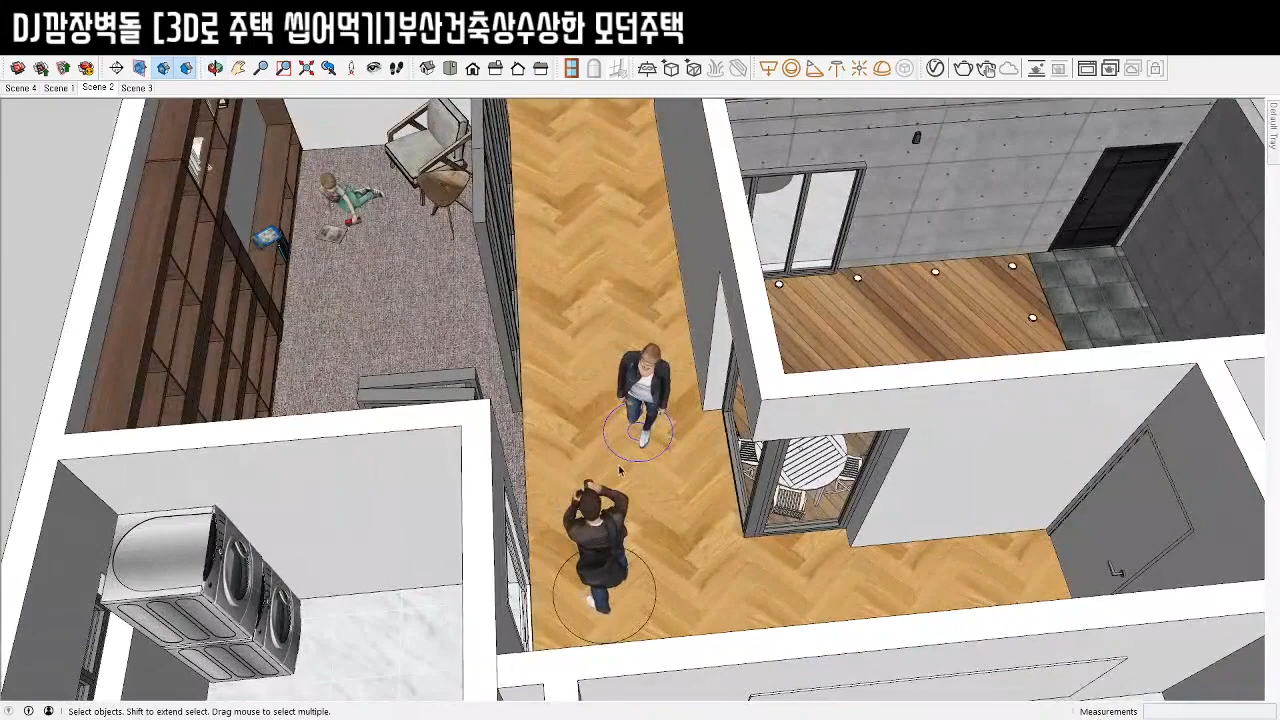 DJ깜장벽돌 [3D로 주택 씹어먹기]부산건축상수상한 모던주택
Scene 4 Scene 1 Scene 2 Scene 3
Default Tray
Select objects. Shift to extend select. Drag mouse to select multiple. Measurements